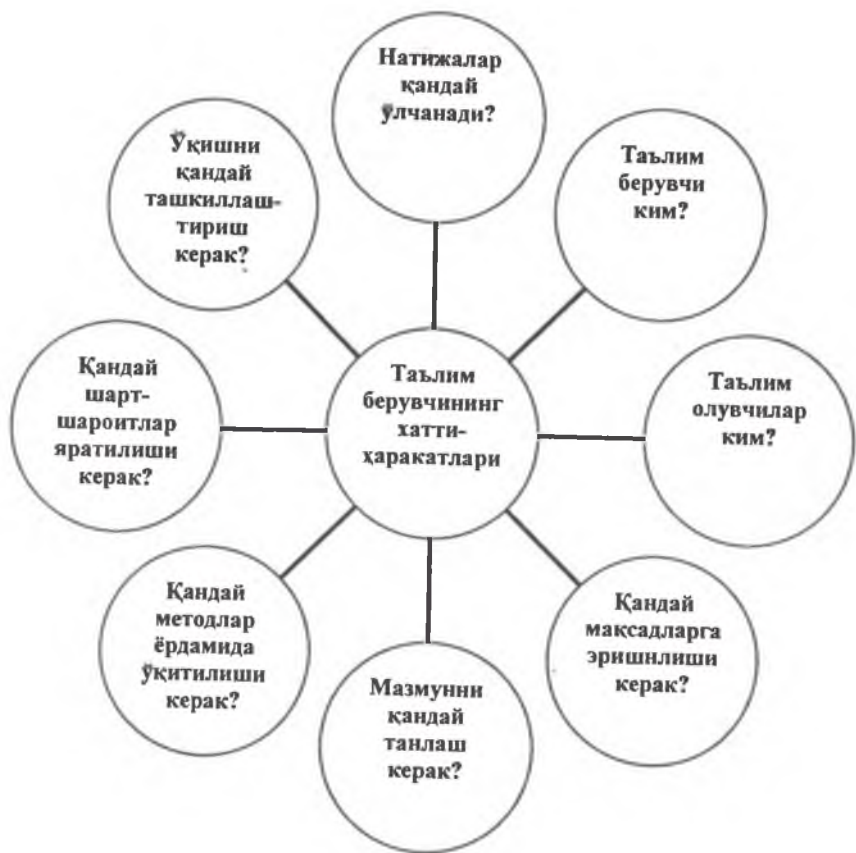 Натижалар
қандай
ўлчанади?
Таълим
берувчи
ким?
Таълим
олувчилар
ким?
Қандай
мақсадларга
эришнлиши
керак?
Мазмунни
қандай
танлаш
керак?
Қандай
методлар
ёрдамида
ўқитилиши
керак?
Қандай
шарт-
шароитлар
яратилиши
керак?
Ўқишни
қандай
ташкиллаш-
тириш
керак?
Таълим
берувчининг
хатти-
ҳаракатлари